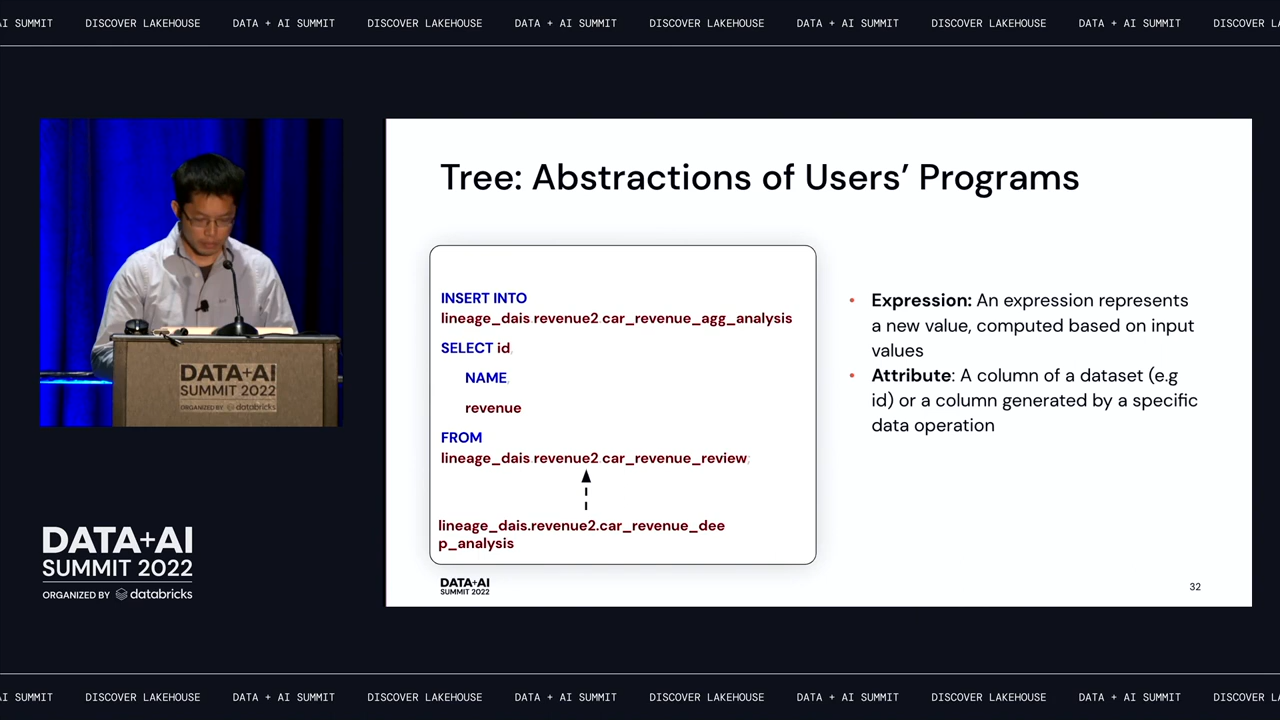 AI SUMMIT DISCOVER LAKEHOUSE DATA + AI SUMMIT DISCOVER LAKEHOUSE DATA + AI SUMMIT DISCOVER LAKEHOUSE DATA + AI SUMMIT DISCOVER LAKEHOUSE DATA + AI SUMMIT DISCOVER L
Tree: Abstractions of Users’ Programs
INSERT INTO
lineage_dais.revenue2.car_revenue_agg_analysis
SELECT id,
NAME,
revenue
FROM
lineage_dais.revenue2.car_revenue_review;
lineage_dais.revenue2.car_revenue_dee
p_analysis
• Expression: An expression represents
a new value, computed based on input
values
• Attribute: A column of a dataset (e.g
id) or a column generated by a specific
data operation
DATA+AI
SUMMIT 2022
32
DATA+AI
SUMMIT 2022
ORGANIZED BY databricks
DATA+AI
SUMMIT 2022
ORGANIZED BY databricks
AI SUMMIT DISCOVER LAKEHOUSE DATA + AI SUMMIT DISCOVER LAKEHOUSE DATA + AI SUMMIT DISCOVER LAKEHOUSE DATA + AI SUMMIT DISCOVER LAKEHOUSE DATA + AI SUMMIT DISCOVER L